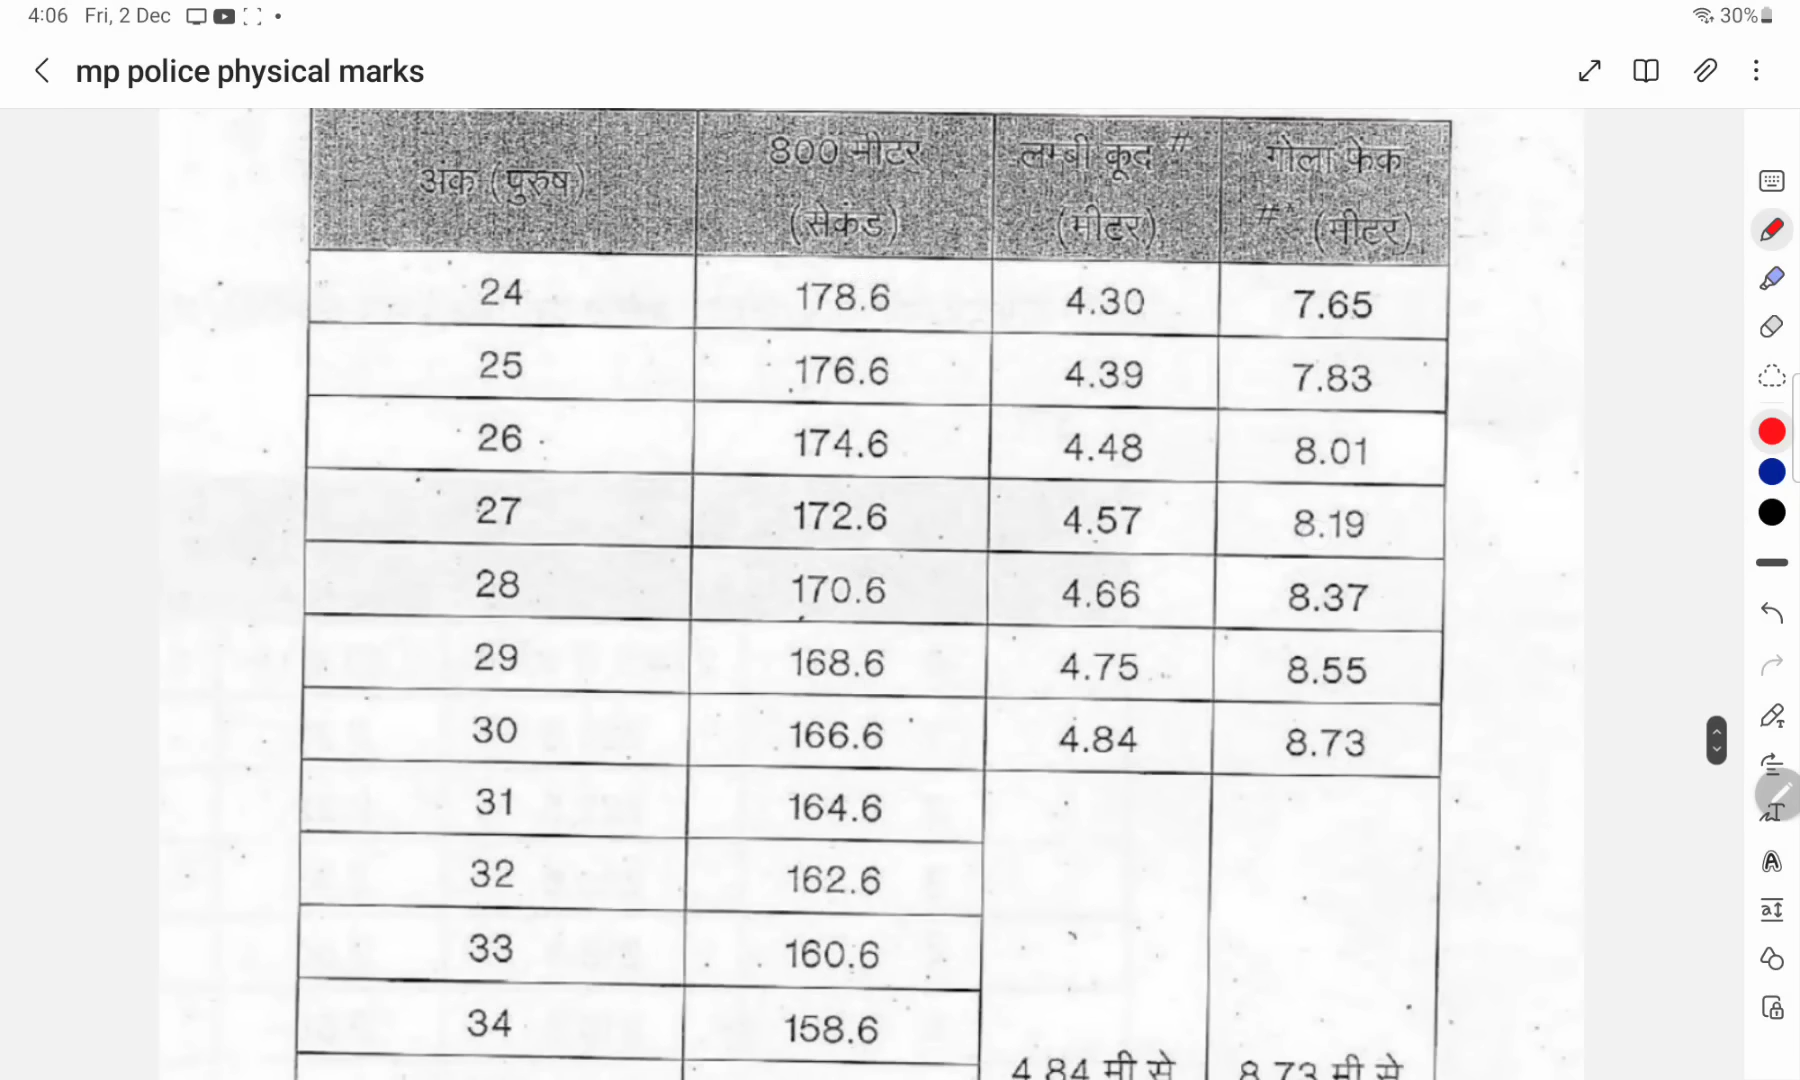 4:06 Fri, 2 Dec
30%
mp police physical marks
अंक (पुरुष) 800 मीटर (सेकंड) लम्बी कूद # (मीटर) गोला फेंक # (मीटर)
24 178.6 4.30 7.65
25 176.6 4.39 7.83
26 174.6 4.48 8.01
27 172.6 4.57 8.19
28 170.6 4.66 8.37
29 168.6 4.75 8.55
30 166.6 4.84 8.73
31 164.6
32 162.6
33 160.6
34 158.6
4.84 मी से 8.73 मी से